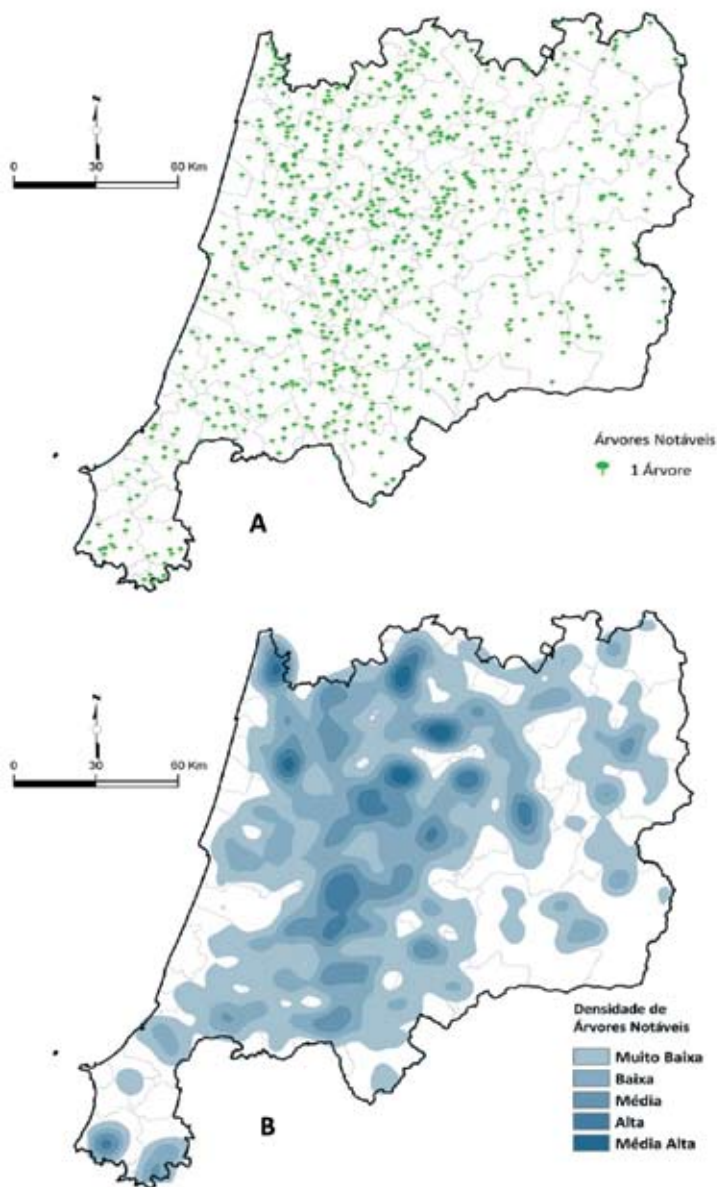 N
0 30 60 Km
Árvores Notáveis
1 Árvore
A
N
0 30 60 Km
Densidade de
Árvores Notáveis
Muito Baixa
Baixa
Média
Alta
Média Alta
B